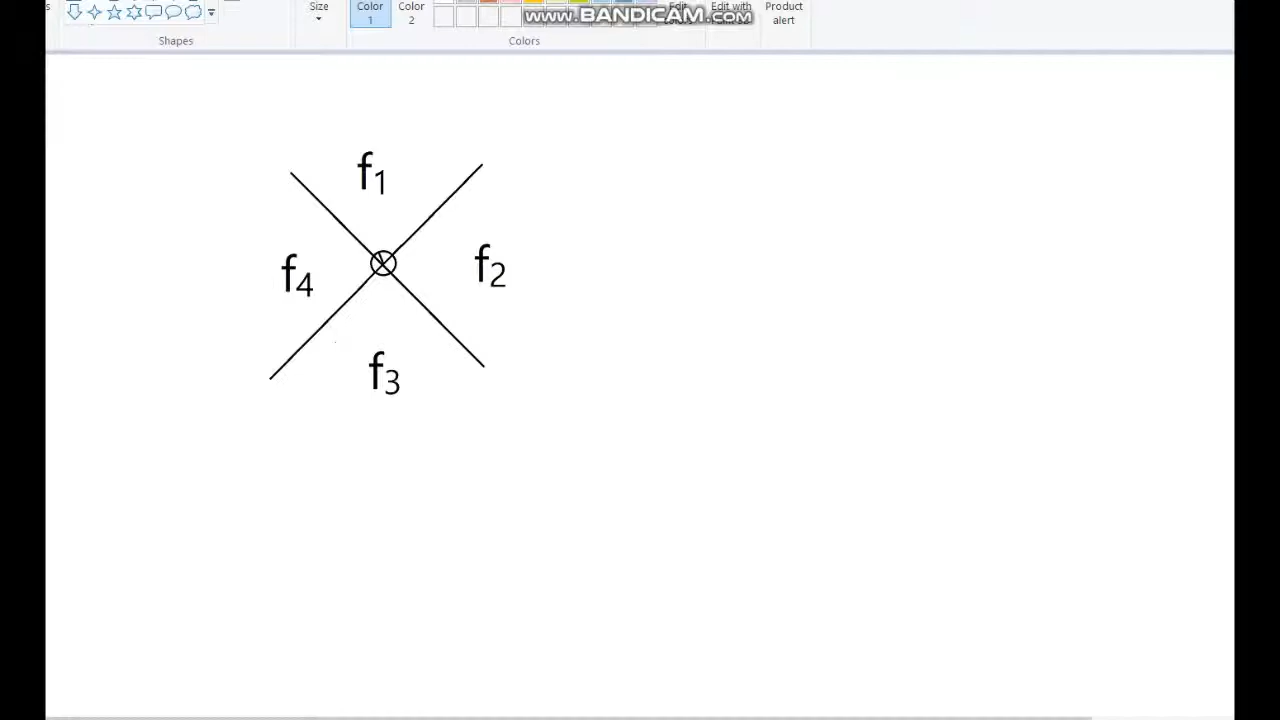 Size
Color
1
Color
2
Edit with
Product
alert
www.BANDICAM.com
Shapes
Colors
f1
f4
f2
f3